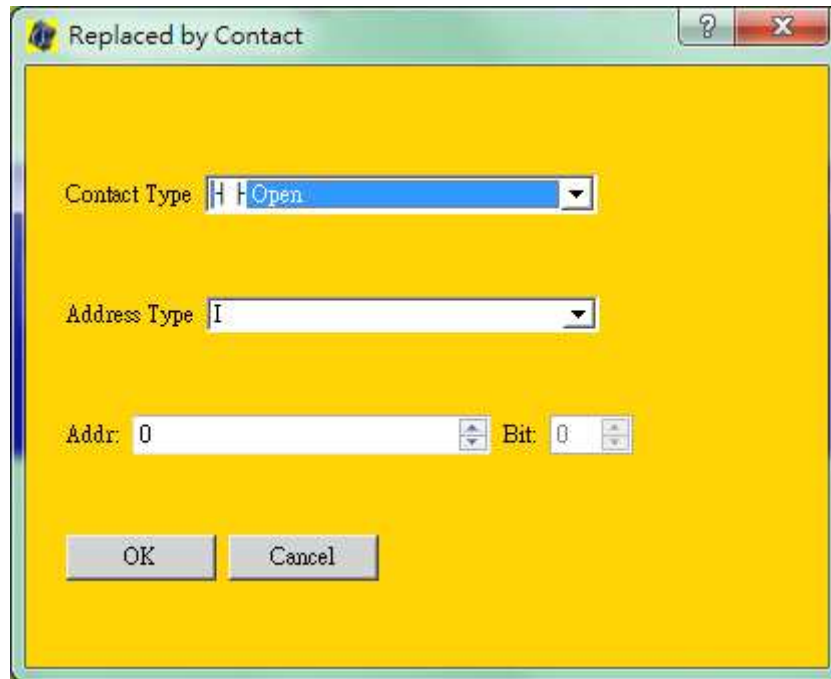 Replaced by Contact
Contact Type ┤ ├ Open
Address Type I
Addr: 0 Bit: 0
OK Cancel